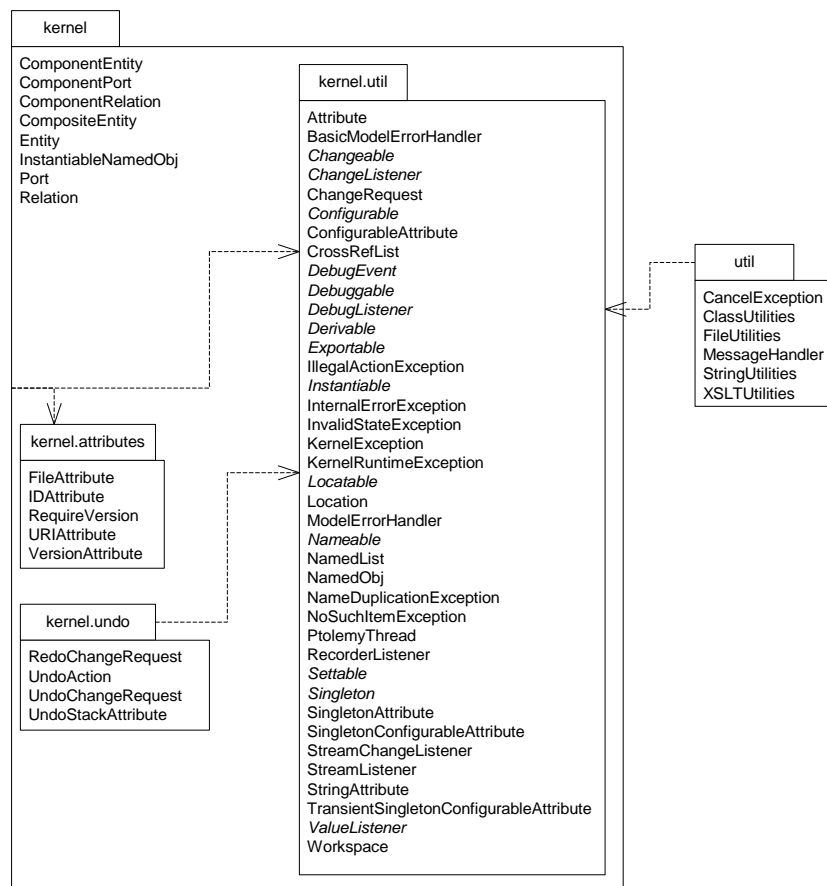 kernel
ComponentEntity
ComponentPort
ComponentRelation
CompositeEntity
Entity
InstantiableNamedObj
Port
Relation
kernel.util
Attribute
BasicModelErrorHandler
Changeable
ChangeListener
ChangeRequest
Configurable
ConfigurableAttribute
CrossRefList
DebugEvent
Debuggable
DebugListener
Derivable
Exportable
IllegalActionException
Instantiable
InternalErrorException
InvalidStateException
KernelException
KernelRuntimeException
Locatable
Location
ModelErrorHandler
Nameable
NamedList
NamedObj
NameDuplicationException
NoSuchItemException
PtolemyThread
RecorderListener
Settable
Singleton
SingletonAttribute
SingletonConfigurableAttribute
StreamChangeListener
StreamListener
StringAttribute
TransientSingletonConfigurableAttribute
ValueListener
Workspace
util
CancelException
ClassUtilities
FileUtilities
MessageHandler
StringUtilities
XSLTUtilities
kernel.attributes
FileAttribute
IDAttribute
RequireVersion
URIAttribute
VersionAttribute
kernel.undo
RedoChangeRequest
UndoAction
UndoChangeRequest
UndoStackAttribute